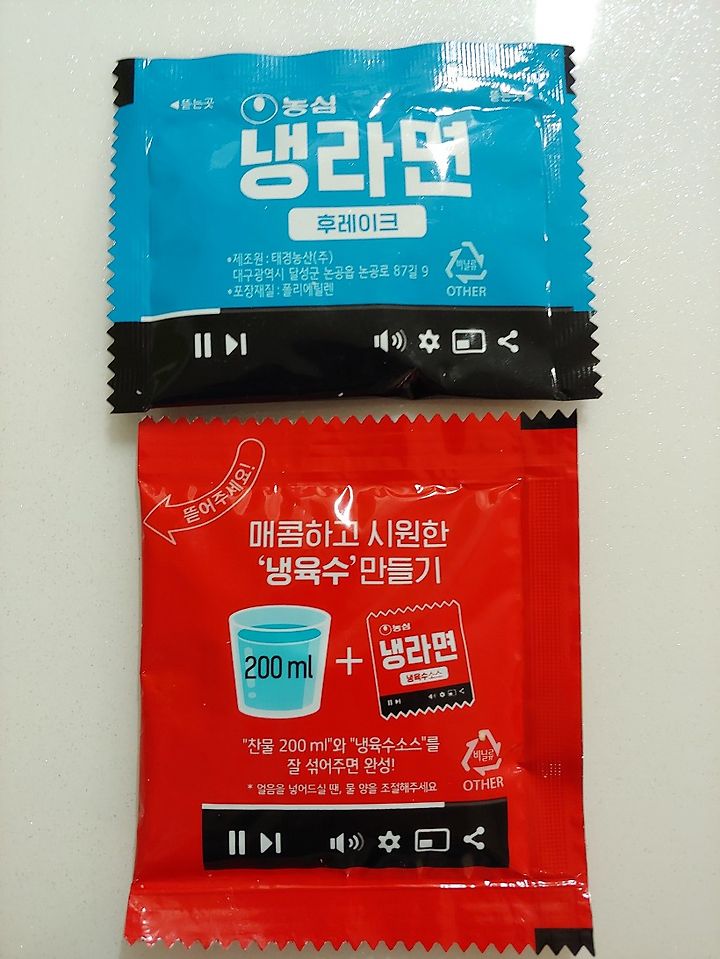 ◀뜯는곳
뜯는곳▶
농심
냉라면
후레이크
•제조원 : 태경농산(주)
대구광역시 달성군 논공읍 논공로 87길 9
•포장재질 : 폴리에틸렌
비닐류
OTHER
뜯어주세요!
매콤하고 시원한
‘냉육수’ 만들기
200 ml
+
농심
냉라면
냉육수소스
"찬물 200 ml"와 "냉육수소스"를
잘 섞어주면 완성!
* 얼음을 넣어드실 땐, 물 양을 조절해주세요
비닐류
OTHER